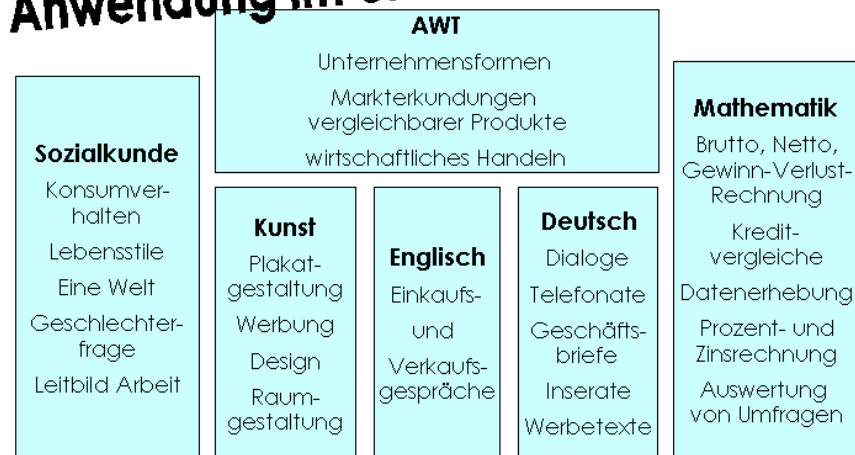 Anwendung im
AWT
Unternehmensformen
Markterkundungen
vergleichbarer Produkte
wirtschaftliches Handeln
Sozialkunde
Konsumver-
halten
Lebensstile
Eine Welt
Geschlechter-
frage
Leitbild Arbeit
Kunst
Plakat-
gestaltung
Werbung
Design
Raum-
gestaltung
Englisch
Einkaufs-
und
Verkaufs-
gespräche
Deutsch
Dialoge
Telefonate
Geschäfts-
briefe
Inserate
Werbetexte
Mathematik
Brutto, Netto,
Gewinn-Verlust-
Rechnung
Kredit-
vergleiche
Datenerhebung
Prozent- und
Zinsrechnung
Auswertung
von Umfragen